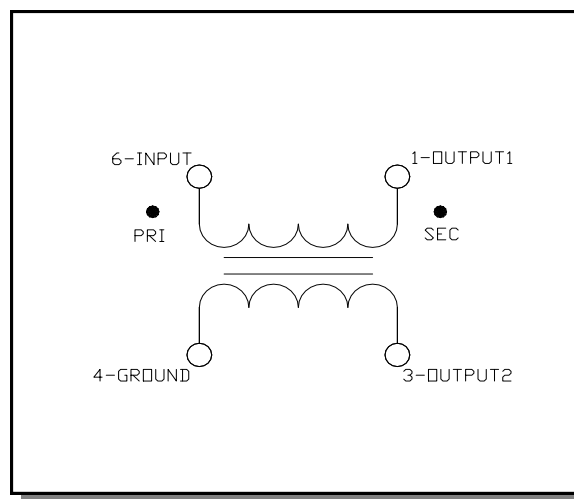 6-INPUT
1-OUTPUT1
PRI
SEC
4-GROUND
3-OUTPUT2